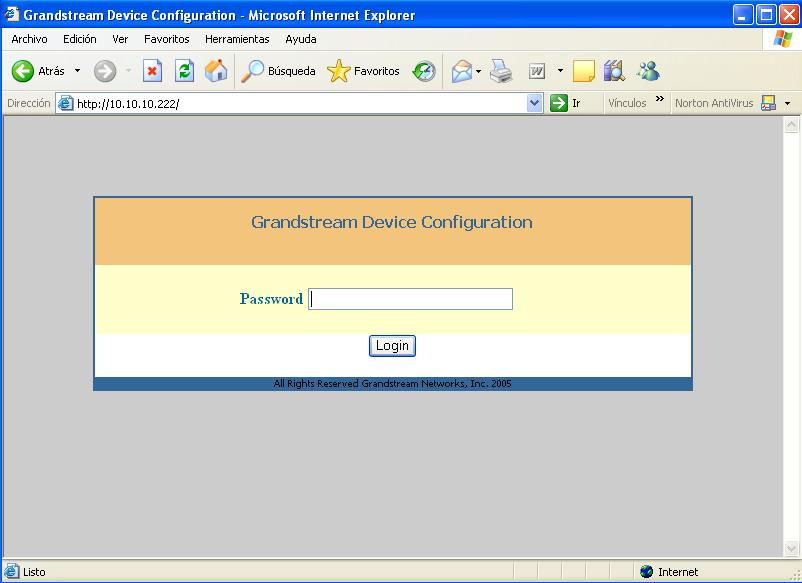 Grandstream Device Configuration - Microsoft Internet Explorer
Archivo Edición Ver Favoritos Herramientas Ayuda
Atrás Búsqueda Favoritos W
Dirección http://10.10.10.222/ Ir Vínculos » Norton AntiVirus
Grandstream Device Configuration
Password
Login
All Rights Reserved Grandstream Networks, Inc. 2005
Listo Internet